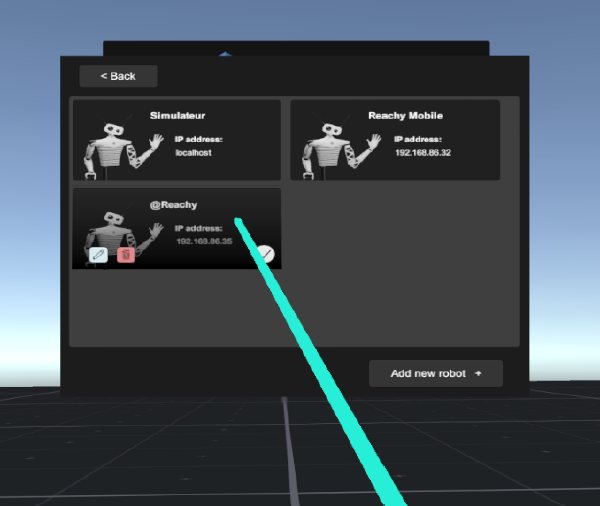 < Back
Simulateur
IP address:
localhost
Reachy Mobile
IP address:
192.168.86.32
@Reachy
IP address:
192.168.86.35
Add new robot +